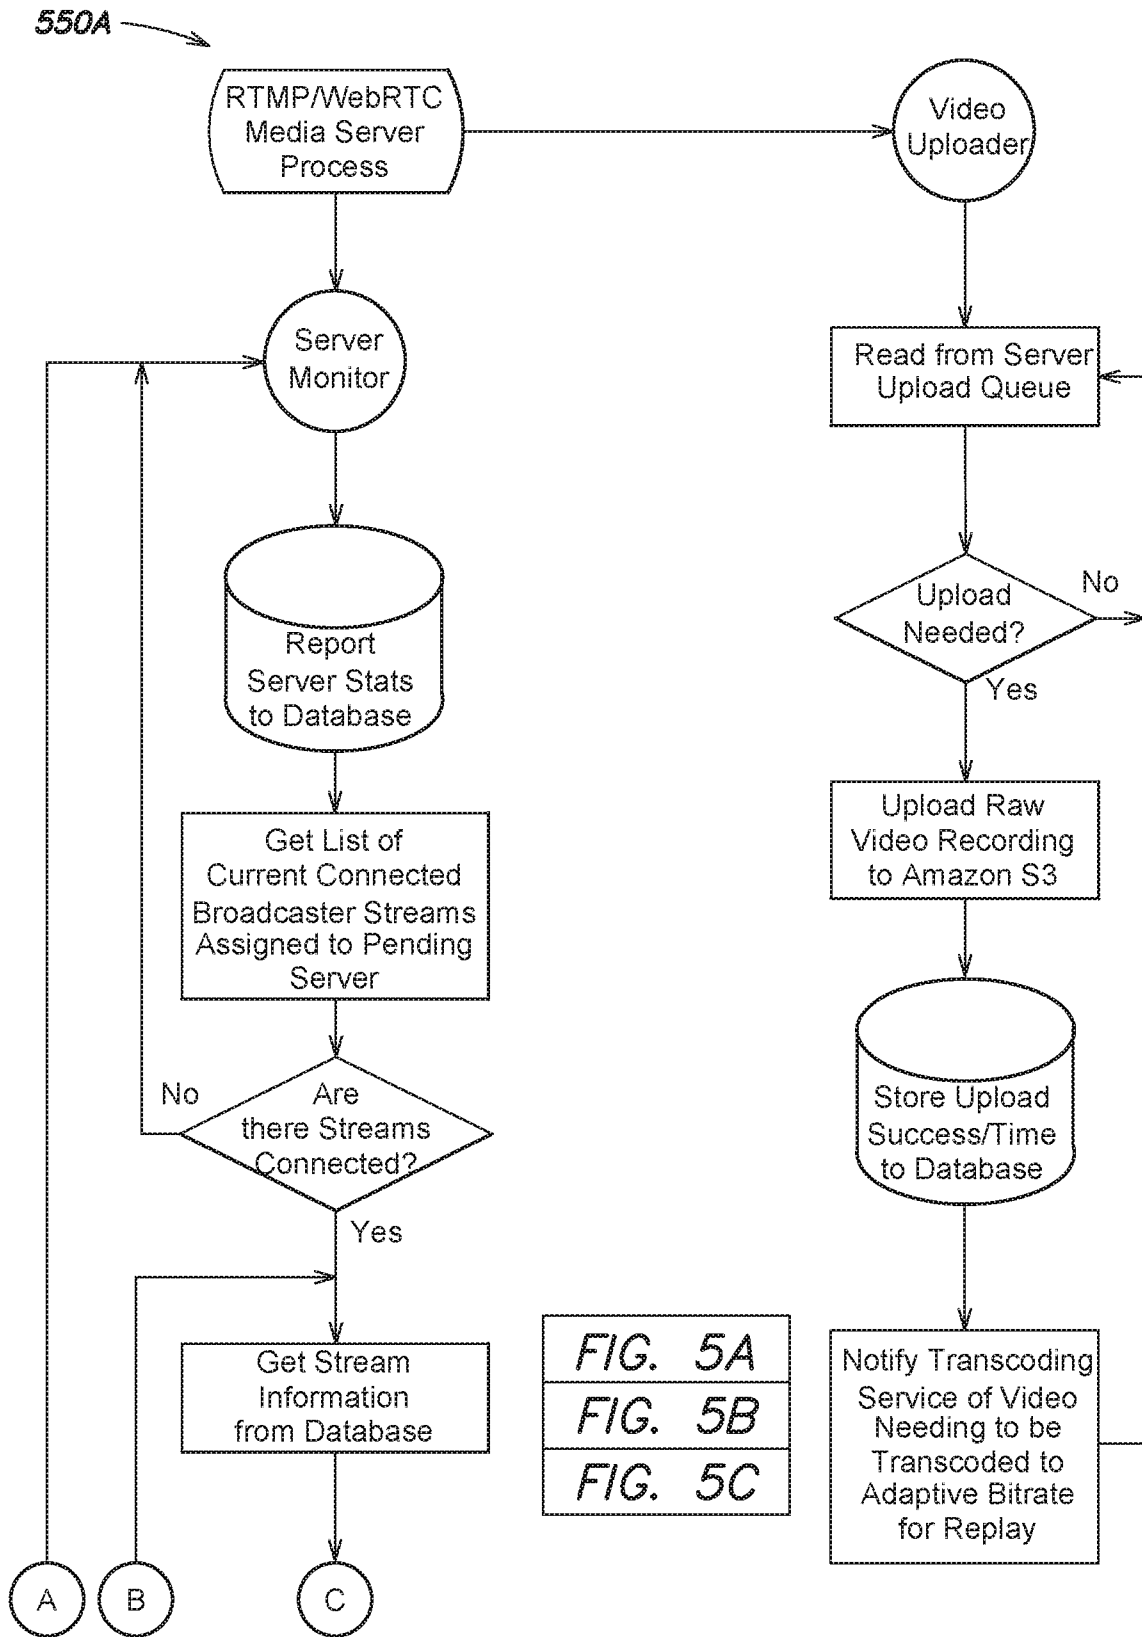 550A
RTMP/WebRTC
Media Server
Process
Video
Uploader
Server
Monitor
Read from Server
Upload Queue
Report
Server Stats
to Database
Upload
Needed?
No
Yes
Get List of
Current Connected
Broadcaster Streams
Assigned to Pending
Server
Upload Raw
Video Recording
to Amazon S3
No
Are
there Streams
Connected?
Yes
Store Upload
Success/Time
to Database
Get Stream
Information
from Database
FIG. 5A
FIG. 5B
FIG. 5C
Notify Transcoding
Service of Video
Needing to be
Transcoded to
Adaptive Bitrate
for Replay
A
B
C